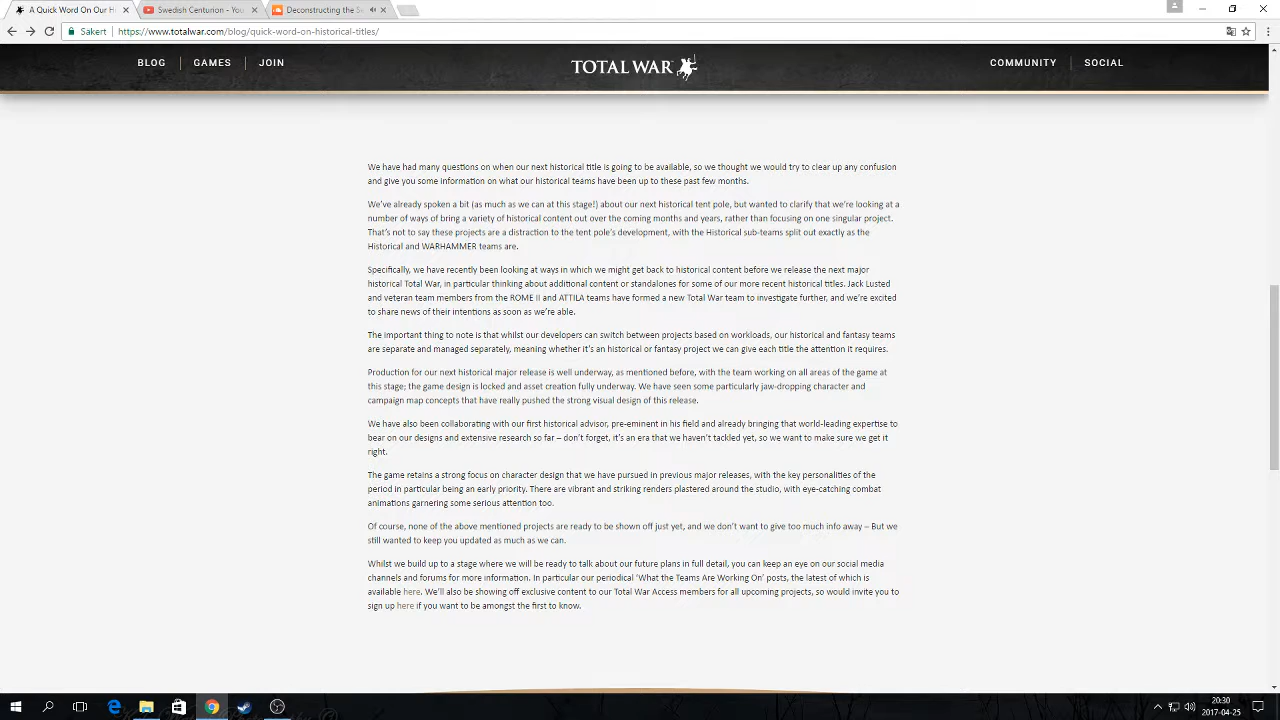 A Quick Word On Our Hi
Swedish Centurion - You
Deconstructing the Se
Säkert
https://www.totalwar.com/blog/quick-word-on-historical-titles/
BLOG
GAMES
JOIN
TOTAL WAR
COMMUNITY
SOCIAL
We have had many questions on when our next historical title is going to be available, so we thought we would try to clear up any confusion
and give you some information on what our historical teams have been up to these past few months.
We've already spoken a bit (as much as we can at this stage!) about our next historical tent pole, but wanted to clarify that we're looking at a
number of ways of bring a variety of historical content out over the coming months and years, rather than focusing on one singular project.
That's not to say these projects are a distraction to the tent pole's development, with the Historical sub-teams split out exactly as the
Historical and WARHAMMER teams are.
Specifically, we have recently been looking at ways in which we might get back to historical content before we release the next major
historical Total War, in particular thinking about additional content or standalones for some of our more recent historical titles. Jack Lusted
and veteran team members from the ROME II and ATTILA teams have formed a new Total War team to investigate further, and we're excited
to share news of their intentions as soon as we're able.
The important thing to note is that whilst our developers can switch between projects based on workloads, our historical and fantasy teams
are separate and managed separately, meaning whether it's an historical or fantasy project we can give each title the attention it requires.
Production for our next historical major release is well underway, as mentioned before, with the team working on all areas of the game at
this stage; the game design is locked and asset creation fully underway. We have seen some particularly jaw-dropping character and
campaign map concepts that have really pushed the strong visual design of this release.
We have also been collaborating with our first historical advisor, pre-eminent in his field and already bringing that world-leading expertise to
bear on our designs and extensive research so far – don't forget, it's an era that we haven't tackled yet, so we want to make sure we get it
right.
The game retains a strong focus on character design that we have pursued in previous major releases, with the key personalities of the
period in particular being an early priority. There are vibrant and striking renders plastered around the studio, with eye-catching combat
animations garnering some serious attention too.
Of course, none of the above mentioned projects are ready to be shown off just yet, and we don't want to give too much info away – But we
still wanted to keep you updated as much as we can.
Whilst we build up to a stage where we will be ready to talk about our future plans in full detail, you can keep an eye on our social media
channels and forums for more information. In particular our periodical 'What the Teams Are Working On' posts, the latest of which is
available here. We'll also be showing off exclusive content to our Total War Access members for all upcoming projects, so would invite you to
sign up here if you want to be amongst the first to know.
20:30
2017-04-25